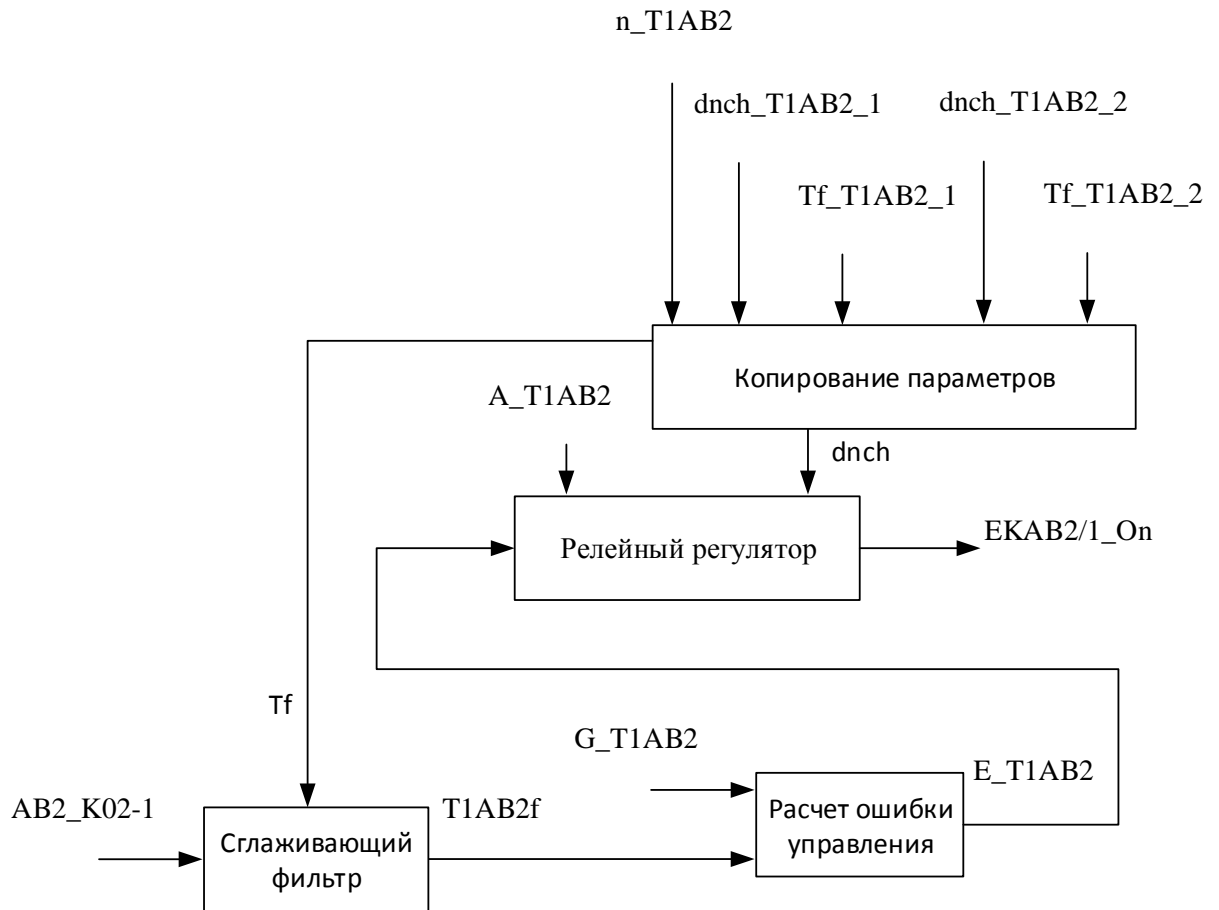 n_T1AB2
dnch_T1AB2_1
dnch_T1AB2_2
Tf_T1AB2_1
Tf_T1AB2_2
Копирование параметров
A_T1AB2
dnch
Релейный регулятор
EKAB2/1_On
Tf
G_T1AB2
E_T1AB2
AB2_K02-1
T1AB2f
Расчет ошибки
управления
Сглаживающий
фильтр